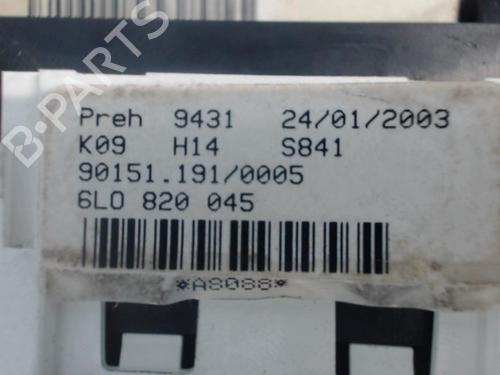 Preh 9431 24/01/2003
K09 H14 S841
90151.191/0005
6L0 820 045
*A8088*
B-PARTS